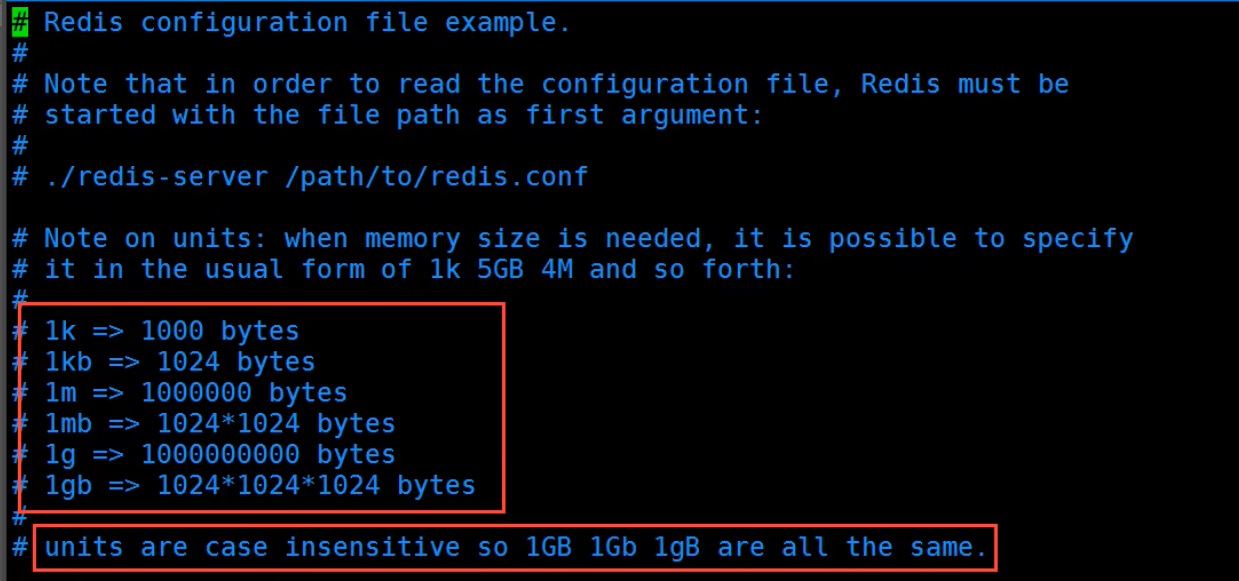 # Redis configuration file example.
#
# Note that in order to read the configuration file, Redis must be
# started with the file path as first argument:
#
# ./redis-server /path/to/redis.conf
# Note on units: when memory size is needed, it is possible to specify
# it in the usual form of 1k 5GB 4M and so forth:
#
# 1k => 1000 bytes
# 1kb => 1024 bytes
# 1m => 1000000 bytes
# 1mb => 1024*1024 bytes
# 1g => 1000000000 bytes
# 1gb => 1024*1024*1024 bytes
#
# units are case insensitive so 1GB 1Gb 1gB are all the same.